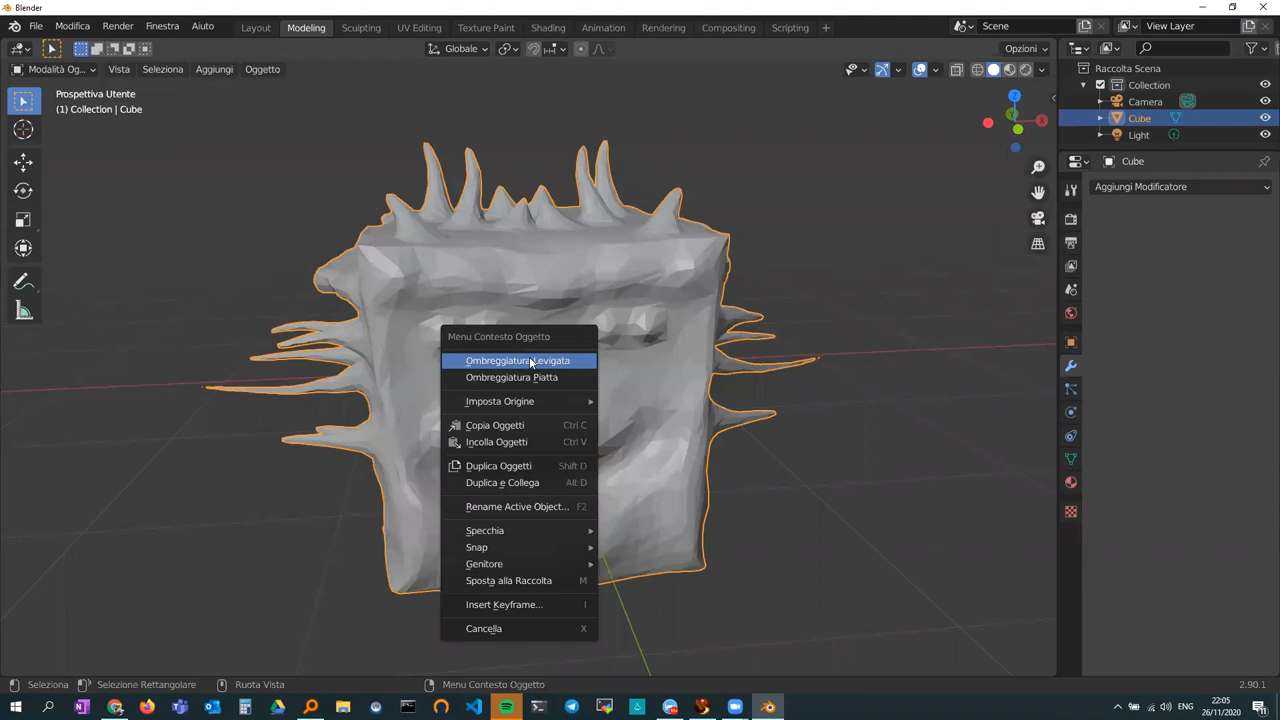 Blender
File
Modifica
Render
Finestra
Aiuto
Layout
Modeling
Sculpting
UV Editing
Texture Paint
Shading
Animation
Rendering
Compositing
Scripting
Scene
View Layer
Globale
Opzioni
Modalità Og...
Vista
Seleziona
Aggiungi
Oggetto
Prospettiva Utente
(1) Collection | Cube
Z
Y
X
Raccolta Scena
Collection
Camera
Cube
Light
Cube
Aggiungi Modificatore
Menu Contesto Oggetto
Ombreggiatura Levigata
Ombreggiatura Piatta
Imposta Origine
Copia Oggetti Ctrl C
Incolla Oggetti Ctrl V
Duplica Oggetti Shift D
Duplica e Collega Alt D
Rename Active Object... F2
Specchia
Snap
Genitore
Sposta alla Raccolta M
Insert Keyframe... I
Cancella X
Seleziona
Selezione Rettangolare
Ruota Vista
Menu Contesto Oggetto
2.90.1
ENG
22:05
26/11/2020